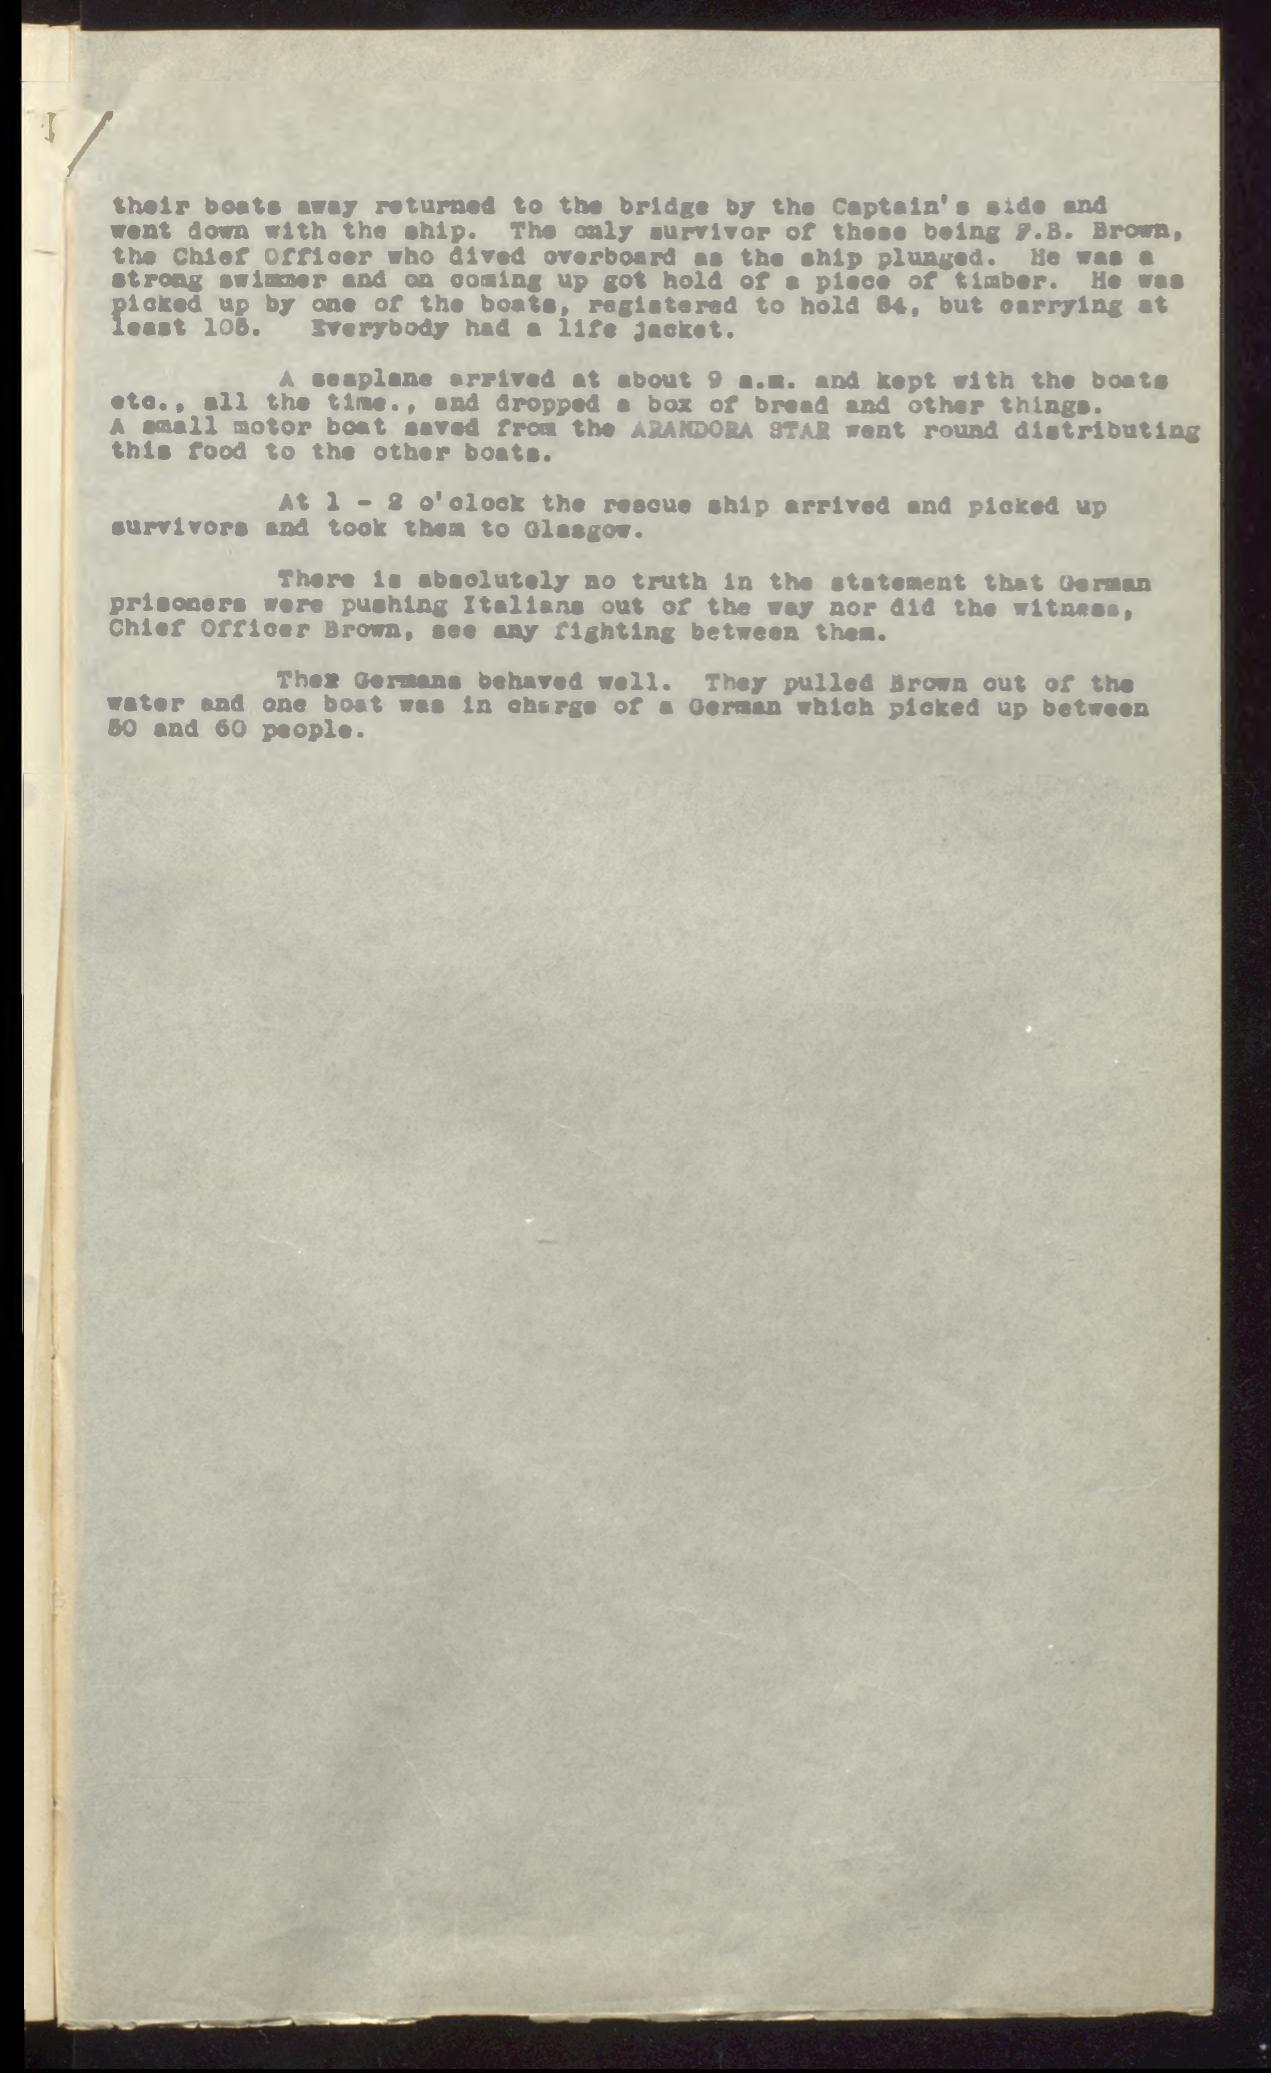 their boats away returned to the bridge by the Captain's side and
went down with the ship.  The only survivor of these being F.B. Brown,
the Chief Officer who dived overboard as the ship plunged.  He was a
strong swimmer and on coming up got hold of a piece of timber.  He was
picked up by one of the boats, registered to hold 84, but carrying at
least 105.  Everybody had a life jacket.
A seaplane arrived at about 9 a.m. and kept with the boats
etc., all the time., and dropped a box of bread and other things.
A small motor boat saved from the ARANDORA STAR went round distributing
this food to the other boats.
At 1 - 2 o'clock the rescue ship arrived and picked up
survivors and took them to Glasgow.
There is absolutely no truth in the statement that German
prisoners were pushing Italians out of the way nor did the witness,
Chief Officer Brown, see any fighting between them.
Thex Germans behaved well.  They pulled Brown out of the
water and one boat was in charge of a German which picked up between
50 and 60 people.